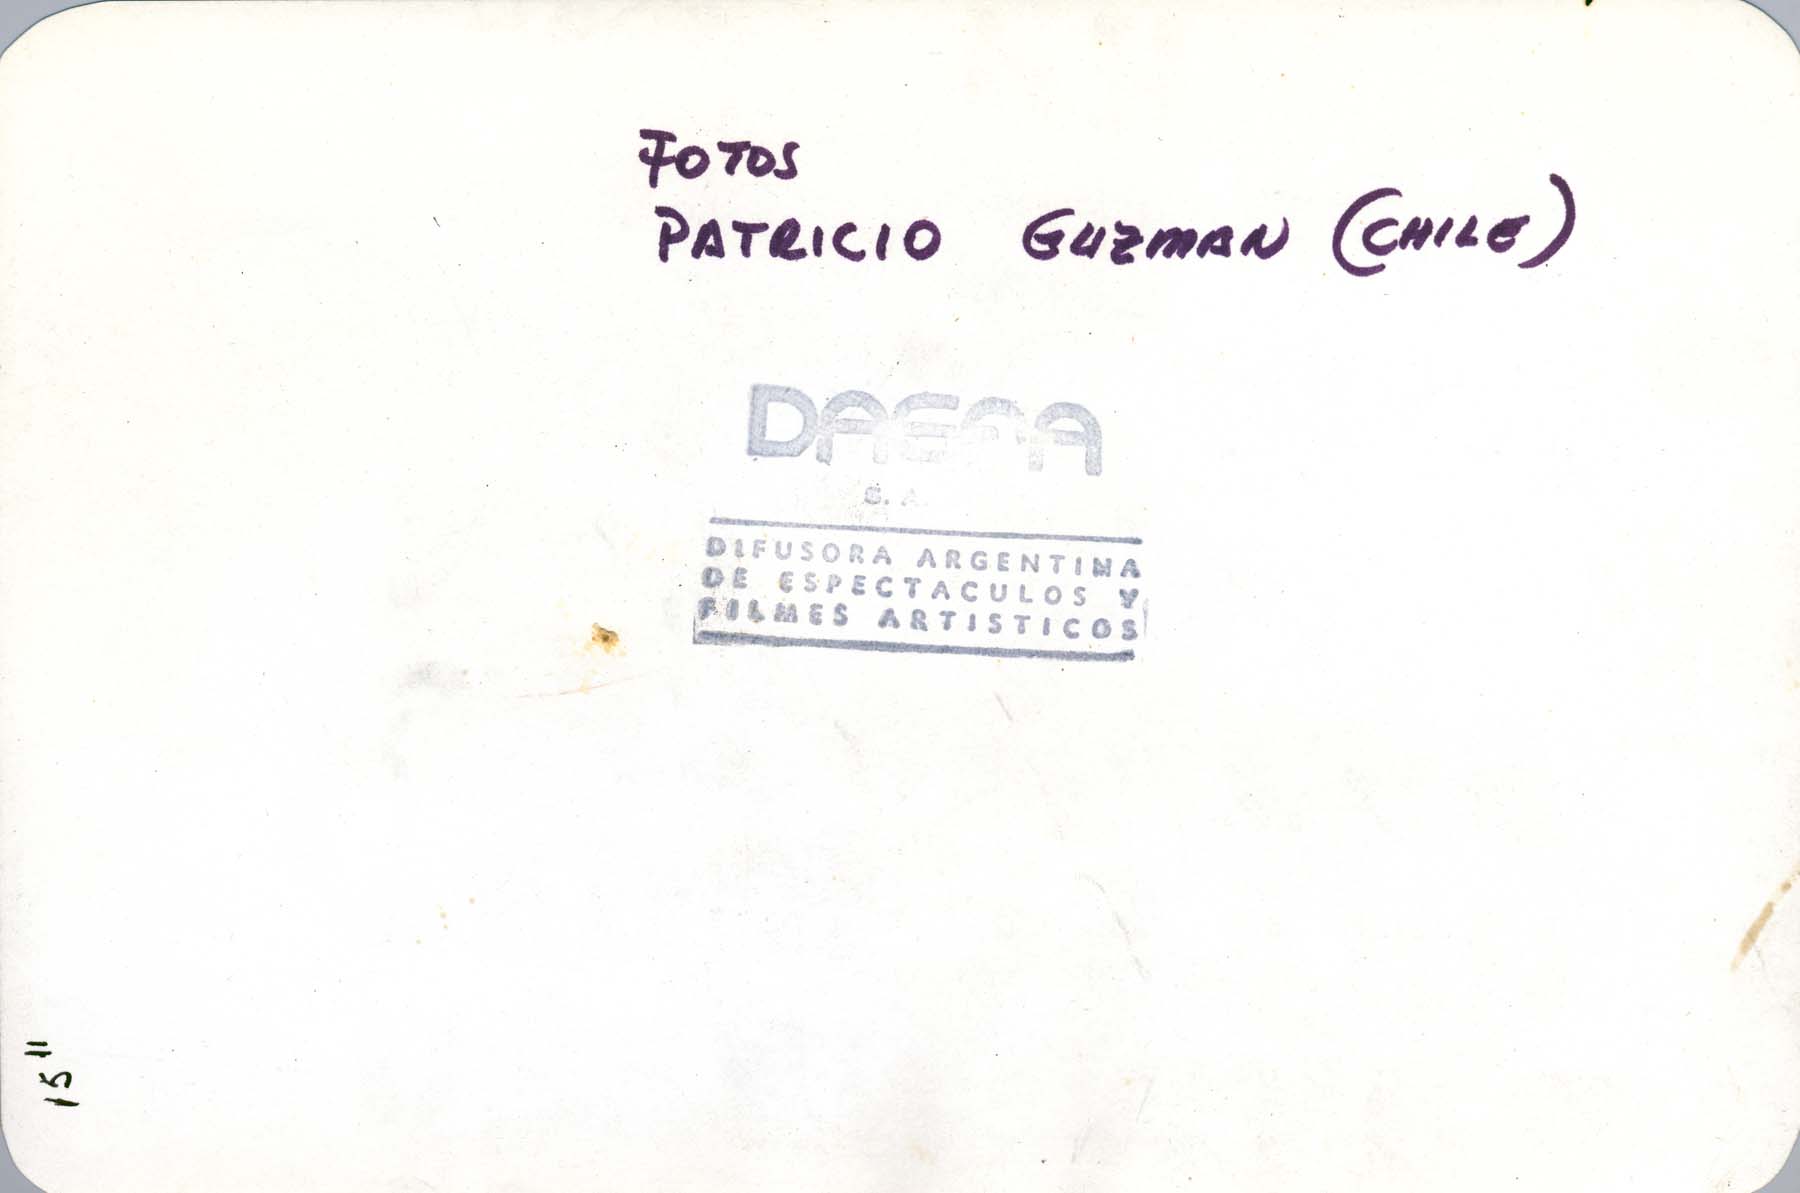 FOTOS
PATRICIO GUZMAN (CHILE)
DAEFA
S. A.
DIFUSORA ARGENTINA
DE ESPECTACULOS Y
FILMES ARTISTICOS
15"